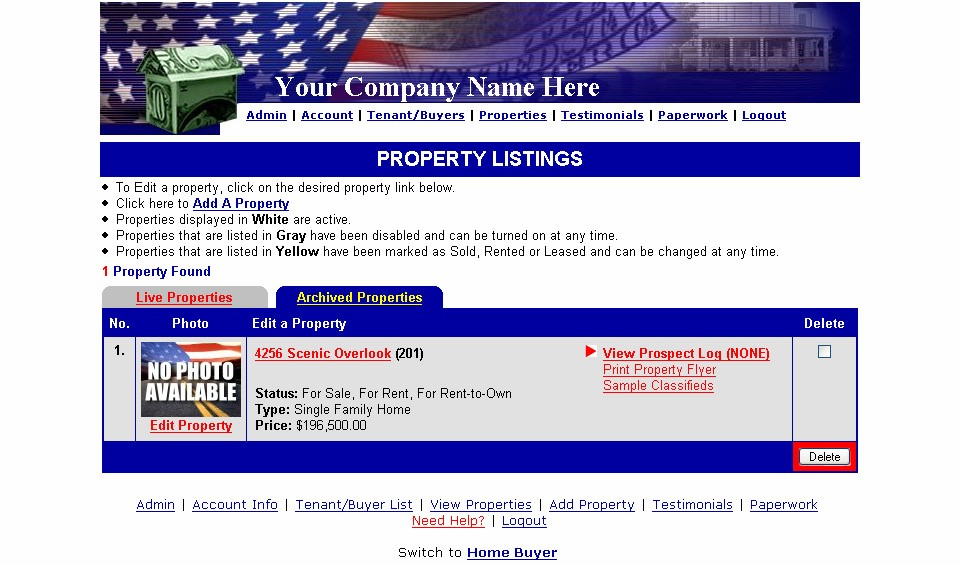 Your Company Name Here
Admin | Account | Tenant/Buyers | Properties | Testimonials | Paperwork | Logout
PROPERTY LISTINGS
◆ To Edit a property, click on the desired property link below.
◆ Click here to Add A Property
◆ Properties displayed in White are active.
◆ Properties that are listed in Gray have been disabled and can be turned on at any time.
◆ Properties that are listed in Yellow have been marked as Sold, Rented or Leased and can be changed at any time.
1 Property Found
Live Properties Archived Properties
No. Photo Edit a Property Delete
1.
NO PHOTO
AVAILABLE
Edit Property
4256 Scenic Overlook (201)
Status: For Sale, For Rent, For Rent-to-Own
Type: Single Family Home
Price: $196,500.00
View Prospect Log (NONE)
Print Property Flyer
Sample Classifieds
Delete
Admin | Account Info | Tenant/Buyer List | View Properties | Add Property | Testimonials | Paperwork
Need Help? | Logout
Switch to Home Buyer